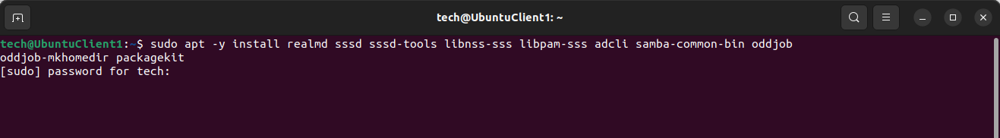 tech@UbuntuClient1: ~
tech@UbuntuClient1:~$ sudo apt -y install realmd sssd sssd-tools libnss-sss libpam-sss adcli samba-common-bin oddjob
oddjob-mkhomedir packagekit
[sudo] password for tech: